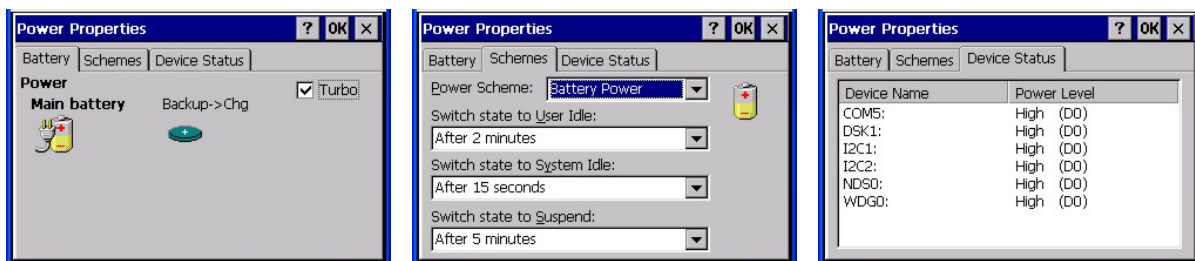 Power Properties ? OK ×
Battery Schemes Device Status
Power
Main battery Backup->Chg Turbo
Power Properties ? OK ×
Battery Schemes Device Status
Power Scheme: Battery Power
Switch state to User Idle:
After 2 minutes
Switch state to System Idle:
After 15 seconds
Switch state to Suspend:
After 5 minutes
Power Properties ? OK ×
Battery Schemes Device Status
Device Name Power Level
COM5: High (D0)
DSK1: High (D0)
I2C1: High (D0)
I2C2: High (D0)
NDS0: High (D0)
WDG0: High (D0)